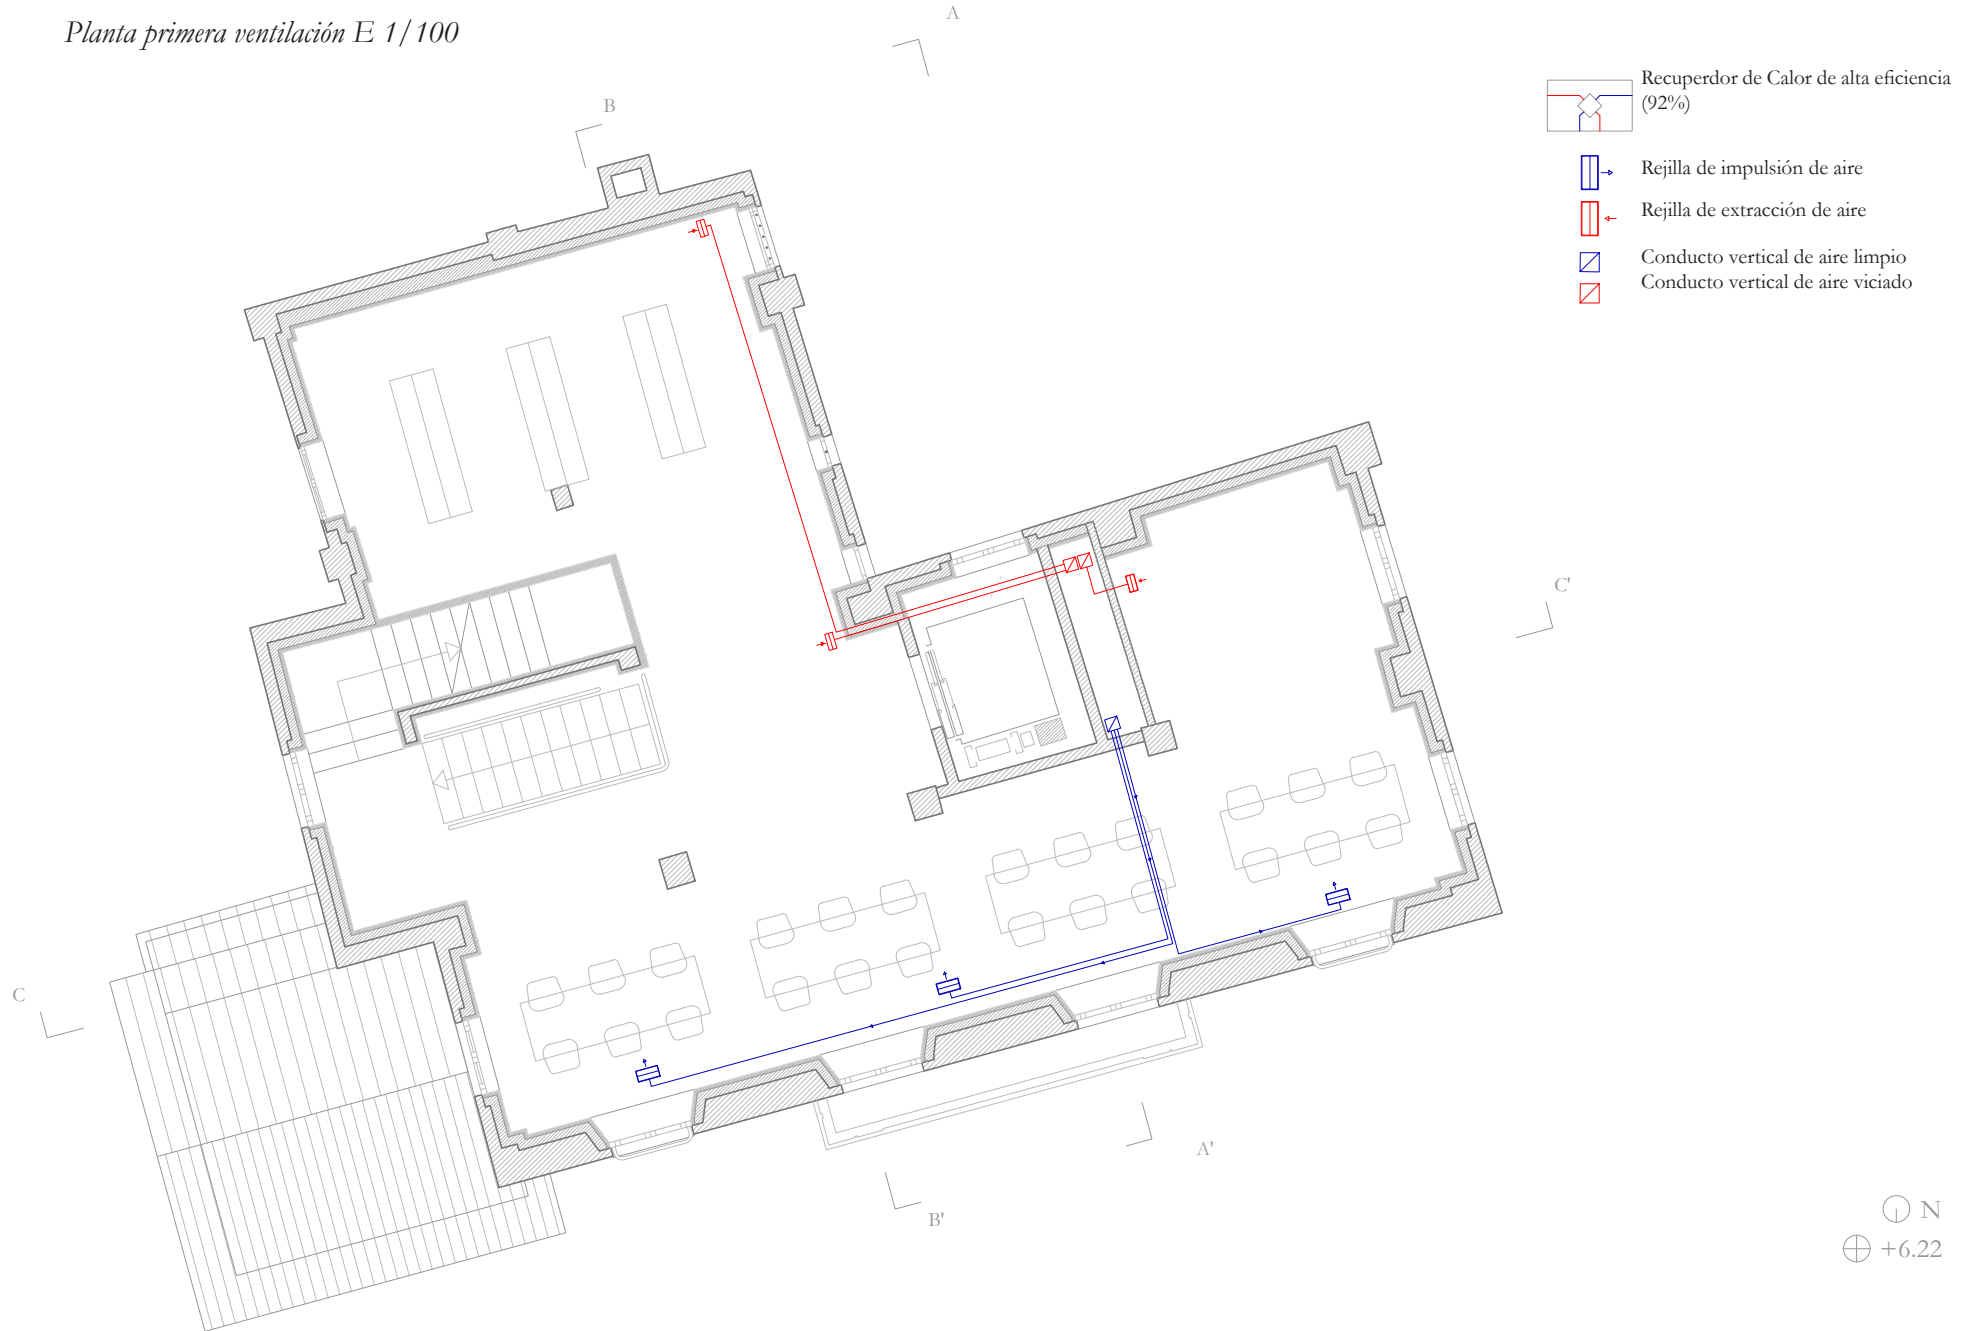 Planta primera ventilación E 1/100
A
B
Recuperdor de Calor de alta eficiencia
(92%)
Rejilla de impulsión de aire
Rejilla de extracción de aire
Conducto vertical de aire limpio
Conducto vertical de aire viciado
C'
C
A'
B'
N
+6.22